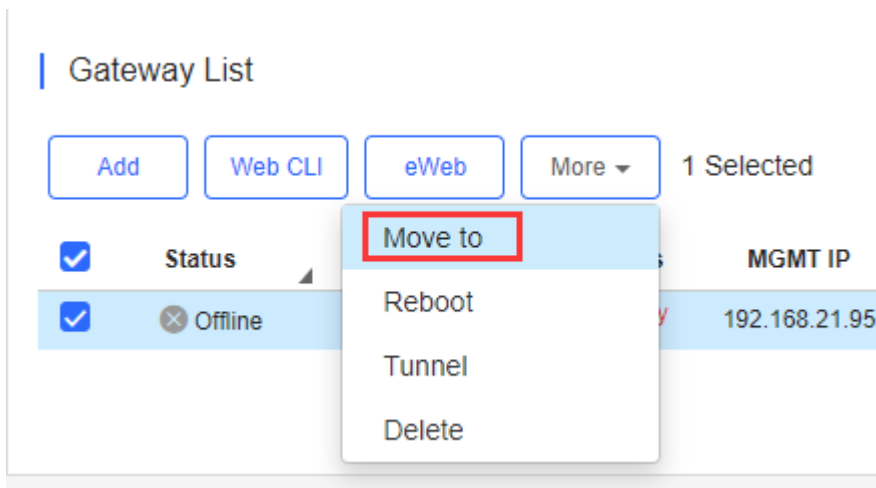 Gateway List
Add Web CLI eWeb More 1 Selected
Move to
Status MGMT IP
Offline 192.168.21.95
Reboot
Tunnel
Delete